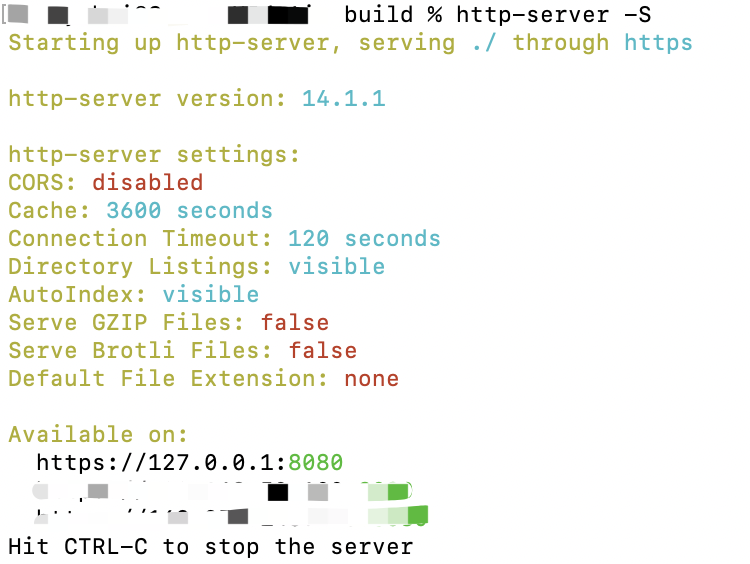 build % http-server -S
Starting up http-server, serving ./ through https
http-server version: 14.1.1
http-server settings:
CORS: disabled
Cache: 3600 seconds
Connection Timeout: 120 seconds
Directory Listings: visible
AutoIndex: visible
Serve GZIP Files: false
Serve Brotli Files: false
Default File Extension: none
Available on:
https://127.0.0.1:8080
Hit CTRL-C to stop the server